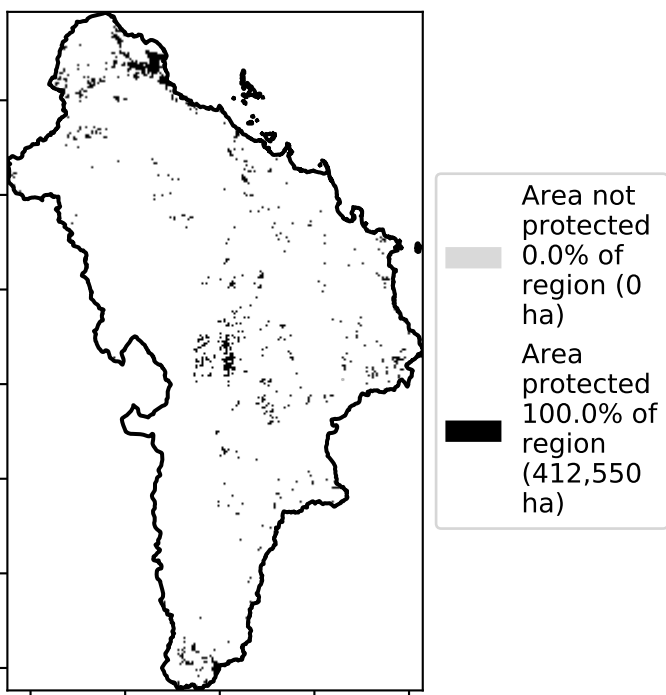 Area not
protected
0.0% of
region (0
ha)
Area
protected
100.0% of
region
(412,550
ha)